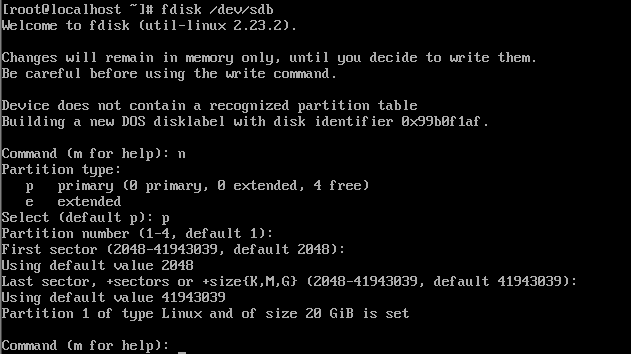 [root@localhost ~]# fdisk /dev/sdb
Welcome to fdisk (util-linux 2.23.2).
Changes will remain in memory only, until you decide to write them.
Be careful before using the write command.
Device does not contain a recognized partition table
Building a new DOS disklabel with disk identifier 0x99b0f1af.
Command (m for help): n
Partition type:
   p   primary (0 primary, 0 extended, 4 free)
   e   extended
Select (default p): p
Partition number (1-4, default 1):
First sector (2048-41943039, default 2048):
Using default value 2048
Last sector, +sectors or +size{K,M,G} (2048-41943039, default 41943039):
Using default value 41943039
Partition 1 of type Linux and of size 20 GiB is set
Command (m for help):